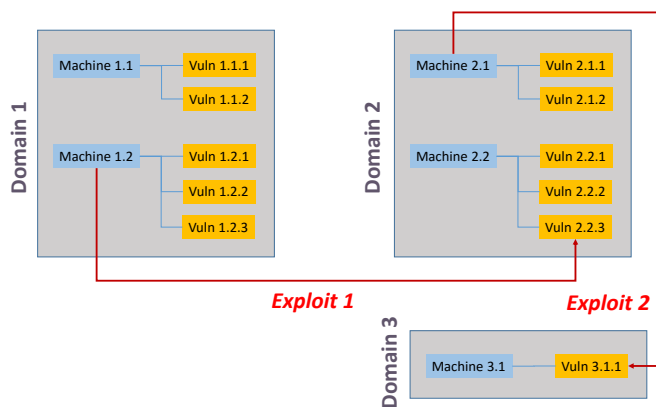 Domain 1
Machine 1.1
Vuln 1.1.1
Vuln 1.1.2
Machine 1.2
Vuln 1.2.1
Vuln 1.2.2
Vuln 1.2.3
Domain 2
Machine 2.1
Vuln 2.1.1
Vuln 2.1.2
Machine 2.2
Vuln 2.2.1
Vuln 2.2.2
Vuln 2.2.3
Exploit 1
Exploit 2
Domain 3
Machine 3.1
Vuln 3.1.1